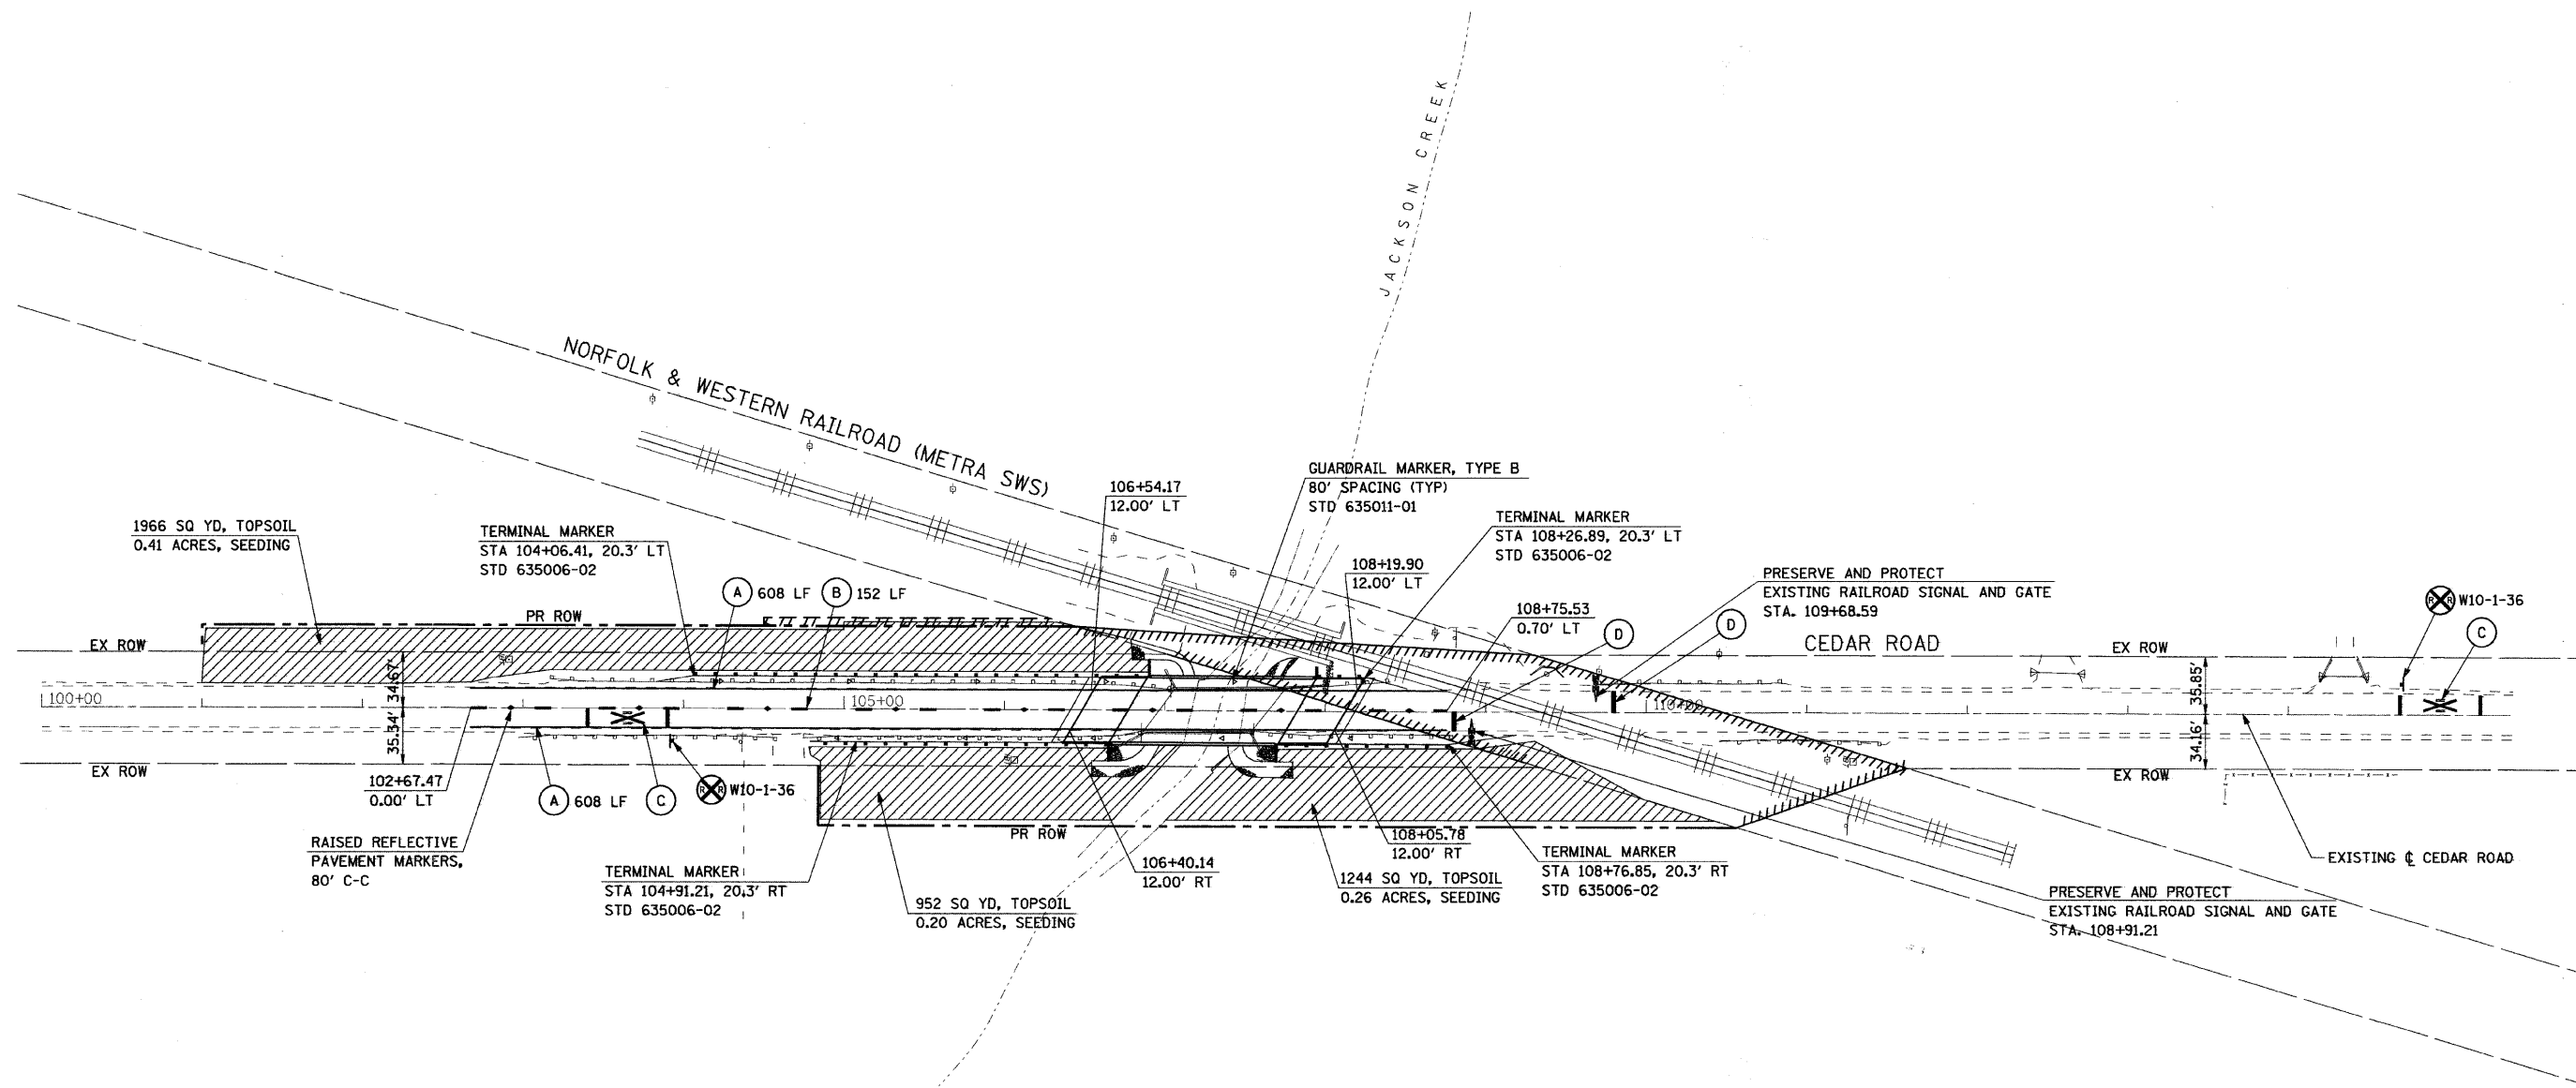 JACKSON CREEK
NORFOLK & WESTERN RAILROAD (METRA SWS)
GUARDRAIL MARKER, TYPE B
80' SPACING (TYP)
STD 635011-01
106+54.17
12.00' LT
1966 SQ YD, TOPSOIL
0.41 ACRES, SEEDING
TERMINAL MARKER
STA 104+06.41, 20.3' LT
STD 635006-02
TERMINAL MARKER
STA 108+26.89, 20.3' LT
STD 635006-02
108+19.90
12.00' LT
PRESERVE AND PROTECT
EXISTING RAILROAD SIGNAL AND GATE
STA. 109+68.59
A 608 LF
B 152 LF
108+75.53
0.70' LT
D
D
R R W10-1-36
C
PR ROW
EX ROW
CEDAR ROAD
EX ROW
34.67'
35.34'
35.85'
34.16'
100+00
105+00
110+00
EX ROW
EX ROW
102+67.47
0.00' LT
A 608 LF
C
R R W10-1-36
RAISED REFLECTIVE
PAVEMENT MARKERS,
80' C-C
PR ROW
108+05.78
12.00' RT
106+40.14
12.00' RT
TERMINAL MARKER
STA 104+91.21, 20.3' RT
STD 635006-02
952 SQ YD, TOPSOIL
0.20 ACRES, SEEDING
1244 SQ YD, TOPSOIL
0.26 ACRES, SEEDING
TERMINAL MARKER
STA 108+76.85, 20.3' RT
STD 635006-02
EXISTING ℄ CEDAR ROAD
PRESERVE AND PROTECT
EXISTING RAILROAD SIGNAL AND GATE
STA. 108+91.21